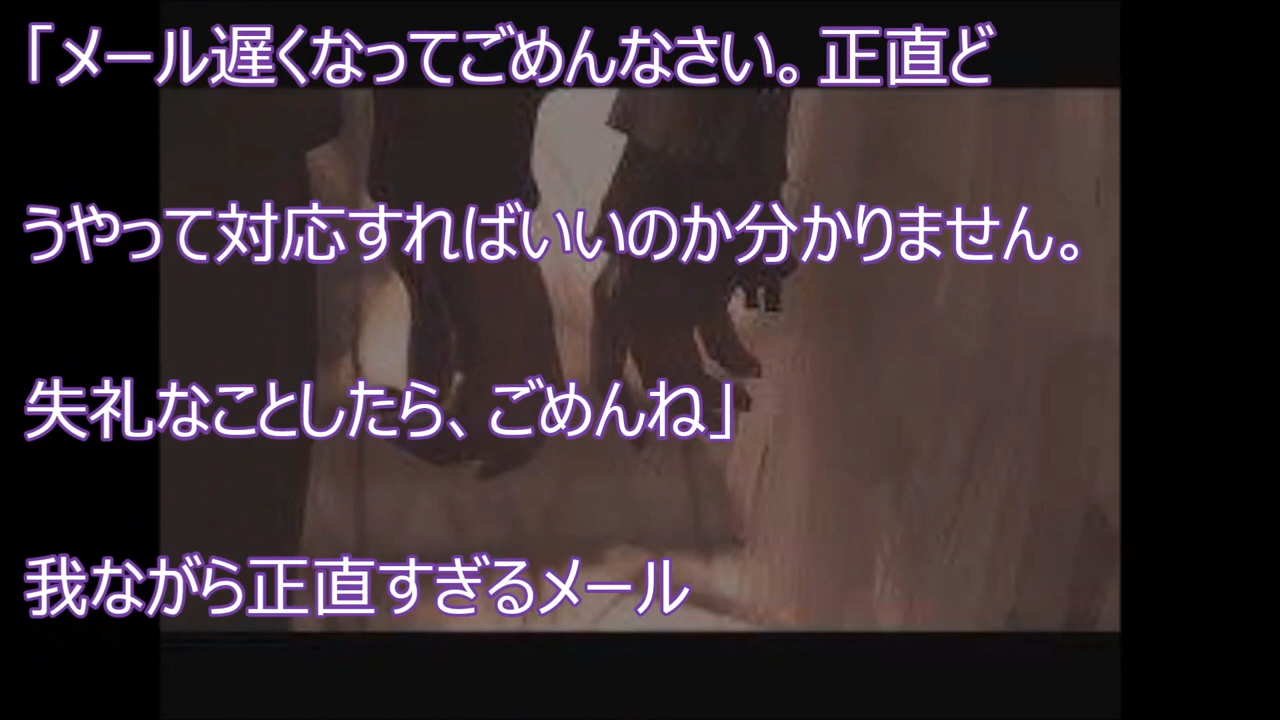 「メール遅くなってごめんなさい。正直ど
うやって対応すればいいのか分かりません。
失礼なことしたら、ごめんね」
我ながら正直すぎるメール